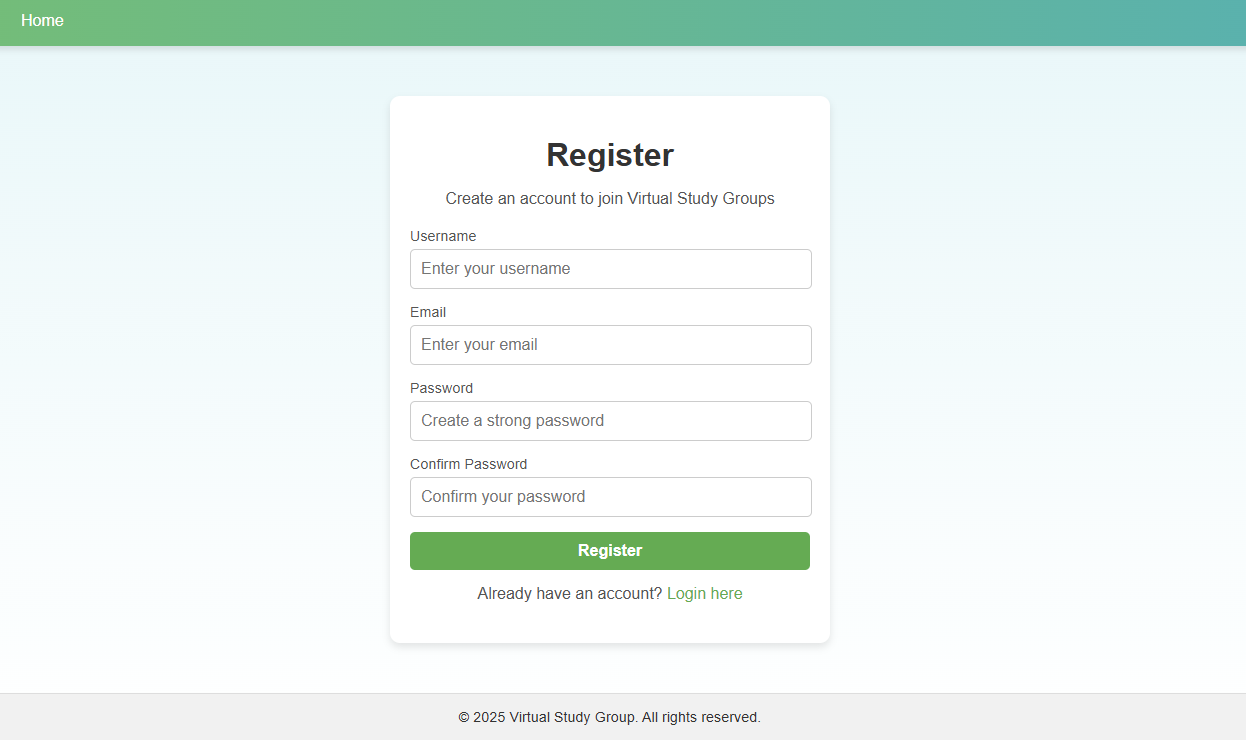 Home
Register
Create an account to join Virtual Study Groups
Username
Enter your username
Email
Enter your email
Password
Create a strong password
Confirm Password
Confirm your password
Register
Already have an account? Login here
© 2025 Virtual Study Group. All rights reserved.